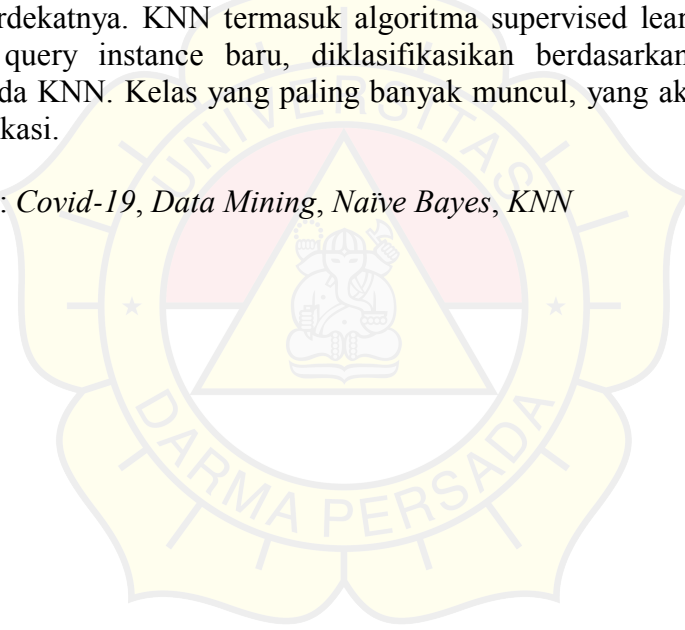 rdekatnya. KNN termasuk algoritma supervised lear
query instance baru, diklasifikasikan berdasarkan
da KNN. Kelas yang paling banyak muncul, yang ak
kasi.
: Covid-19, Data Mining, Naïve Bayes, KNN
UNIVERSITAS
DARMA PERSADA